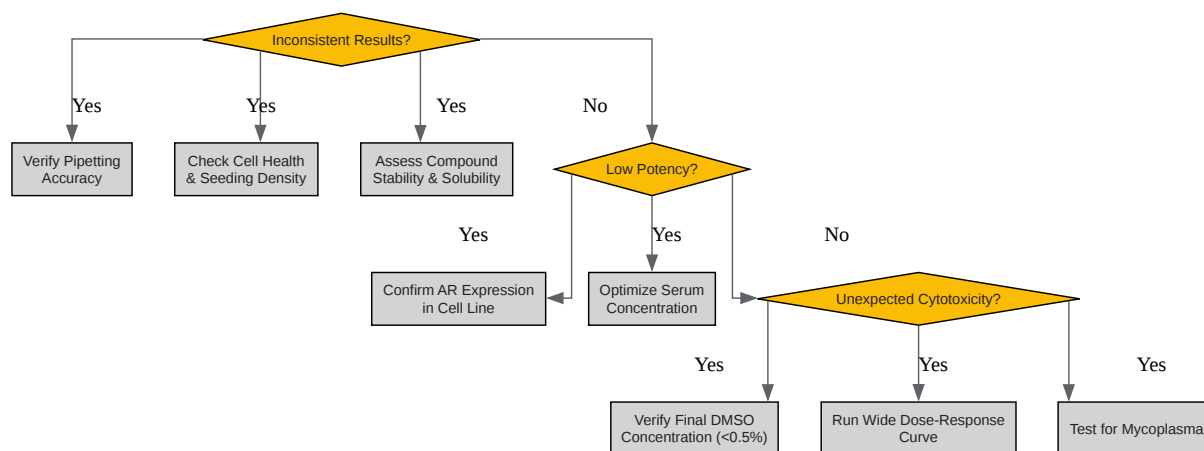 Inconsistent Results?
Yes
Yes
Yes
No
Verify Pipetting
Accuracy
Check Cell Health
& Seeding Density
Assess Compound
Stability & Solubility
Low Potency?
Yes
Yes
No
Confirm AR Expression
in Cell Line
Optimize Serum
Concentration
Unexpected Cytotoxicity?
Yes
Yes
Yes
Verify Final DMSO
Concentration (<0.5%)
Run Wide Dose-Response
Curve
Test for Mycoplasma